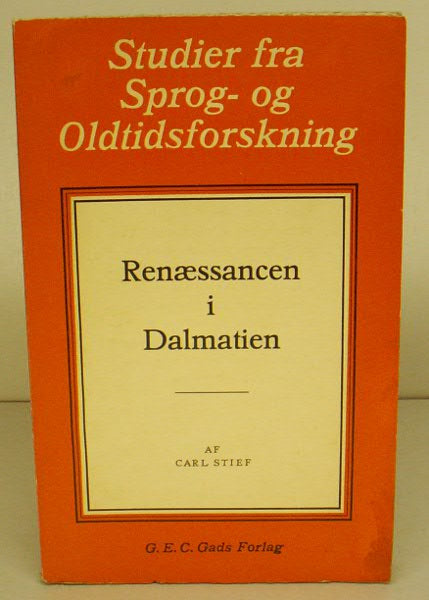 Studier fra
Sprog- og
Oldtidsforskning
Renæssancen
i
Dalmatien
AF
CARL STIEF
G. E. C. Gads Forlag